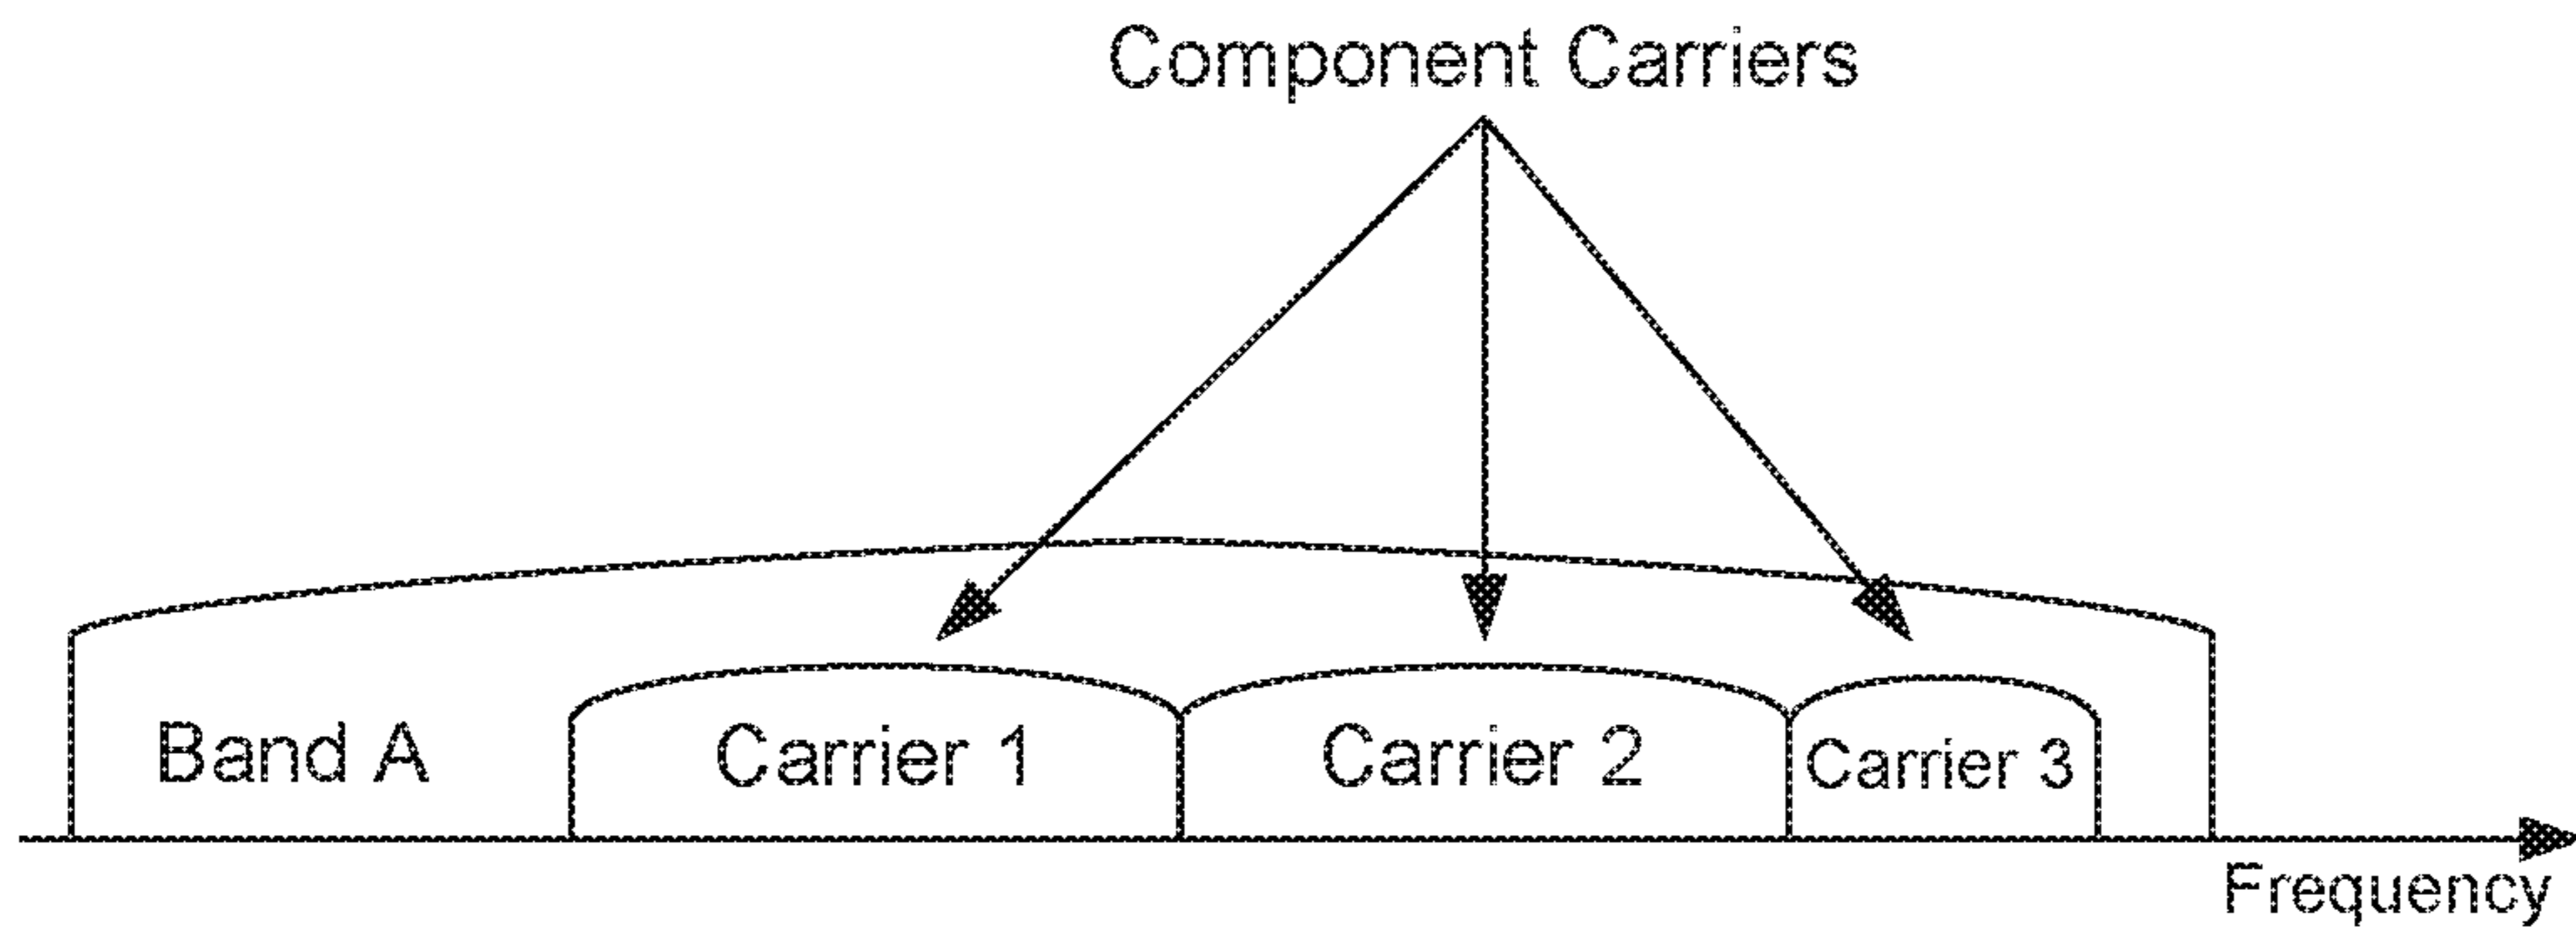 Component Carriers
Band A
Carrier 1
Carrier 2
Carrier 3
Frequency